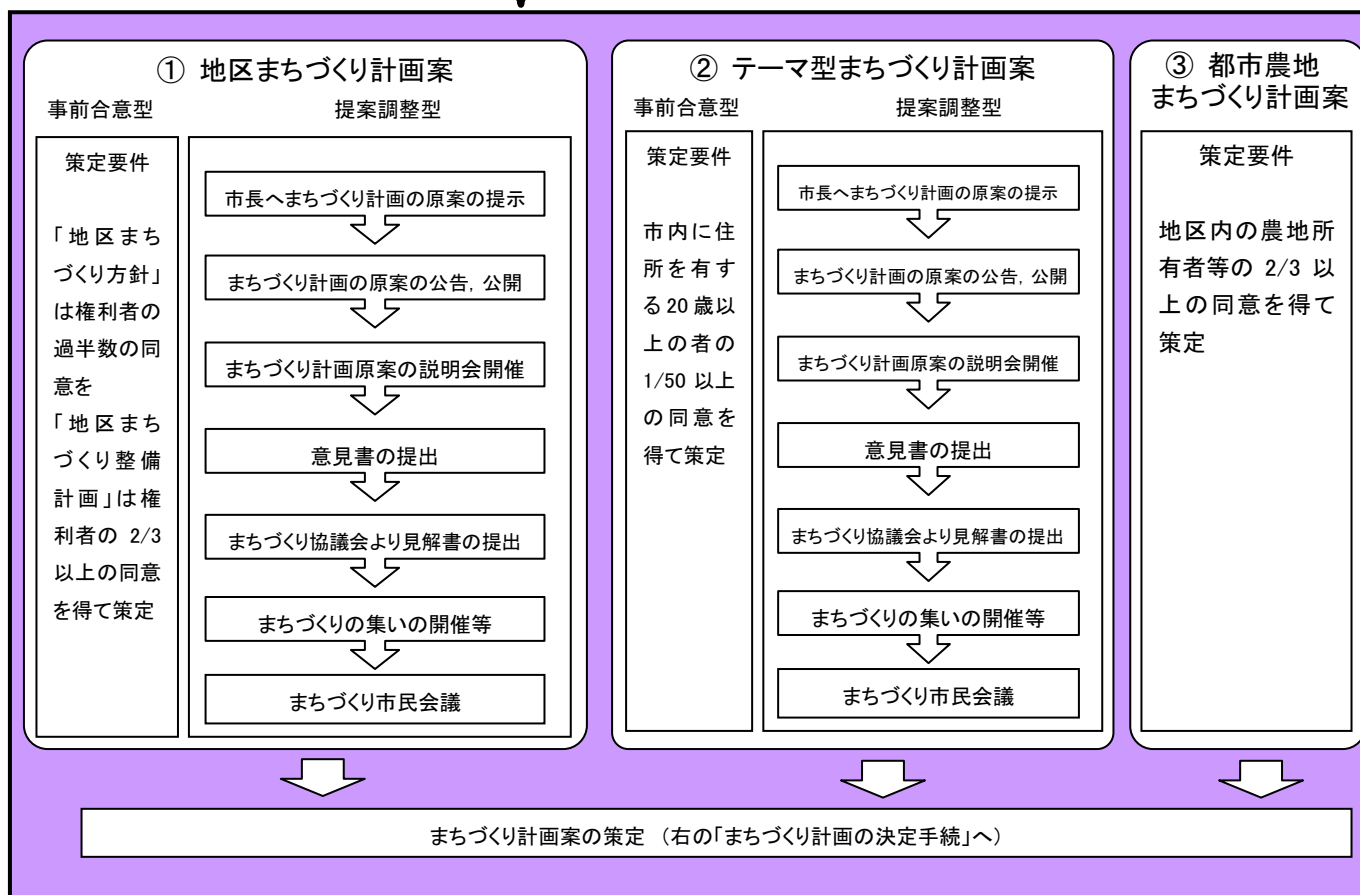 ① 地区まちづくり計画案
事前合意型
提案調整型
策定要件
「地区まち
づくり方針」
は権利者の
過半数の同
意を
「地区まち
づくり整備
計画」は権
利者の 2/3
以上の同意
を得て策定
市長へまちづくり計画の原案の提示
まちづくり計画の原案の公告，公開
まちづくり計画原案の説明会開催
意見書の提出
まちづくり協議会より見解書の提出
まちづくりの集いの開催等
まちづくり市民会議
② テーマ型まちづくり計画案
事前合意型
提案調整型
策定要件
市内に住
所を有す
る20歳以
上の者の
1/50 以上
の同意を
得て策定
市長へまちづくり計画の原案の提示
まちづくり計画の原案の公告，公開
まちづくり計画原案の説明会開催
意見書の提出
まちづくり協議会より見解書の提出
まちづくりの集いの開催等
まちづくり市民会議
③ 都市農地
まちづくり計画案
策定要件
地区内の農地所
有者等の 2/3 以
上の同意を得て
策定
まちづくり計画案の策定 （右の「まちづくり計画の決定手続」へ）